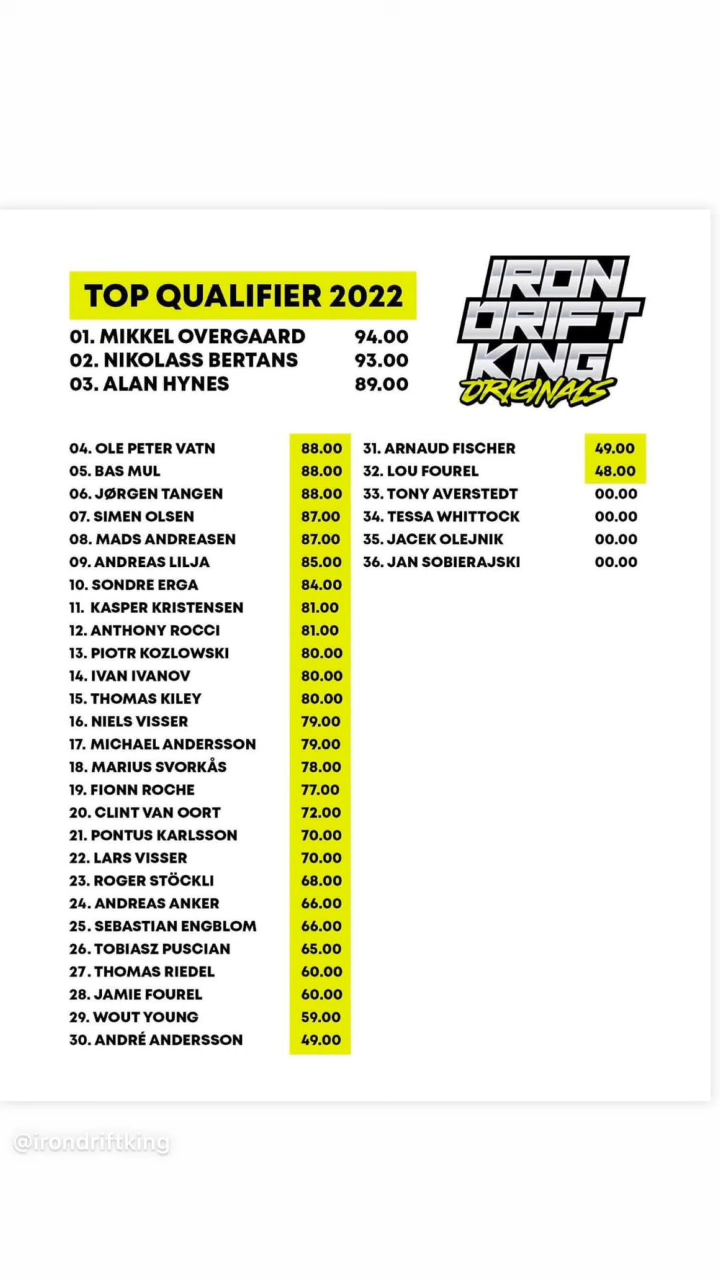 TOP QUALIFIER 2022
IRON
DRIFT
KING
ORIGINALS
01. MIKKEL OVERGAARD 94.00
02. NIKOLASS BERTANS 93.00
03. ALAN HYNES 89.00
04. OLE PETER VATN 88.00
05. BAS MUL 88.00
06. JØRGEN TANGEN 88.00
07. SIMEN OLSEN 87.00
08. MADS ANDREASEN 87.00
09. ANDREAS LILJA 85.00
10. SONDRE ERGA 84.00
11. KASPER KRISTENSEN 81.00
12. ANTHONY ROCCI 81.00
13. PIOTR KOZLOWSKI 80.00
14. IVAN IVANOV 80.00
15. THOMAS KILEY 80.00
16. NIELS VISSER 79.00
17. MICHAEL ANDERSSON 79.00
18. MARIUS SVORKÅS 78.00
19. FIONN ROCHE 77.00
20. CLINT VAN OORT 72.00
21. PONTUS KARLSSON 70.00
22. LARS VISSER 70.00
23. ROGER STÖCKLI 68.00
24. ANDREAS ANKER 66.00
25. SEBASTIAN ENGBLOM 66.00
26. TOBIASZ PUSCIAN 65.00
27. THOMAS RIEDEL 60.00
28. JAMIE FOUREL 60.00
29. WOUT YOUNG 59.00
30. ANDRÉ ANDERSSON 49.00
31. ARNAUD FISCHER 49.00
32. LOU FOUREL 48.00
33. TONY AVERSTEDT 00.00
34. TESSA WHITTOCK 00.00
35. JACEK OLEJNIK 00.00
36. JAN SOBIERAJSKI 00.00
@irondriftking